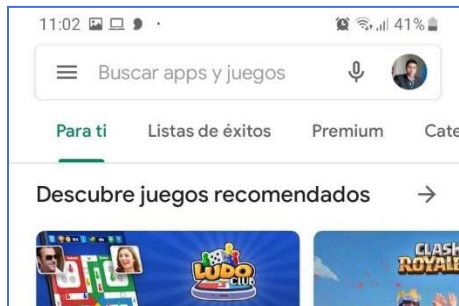 11:02 41%
Buscar apps y juegos
Para ti Listas de éxitos Premium Cate
Descubre juegos recomendados
LUDO
CLUB
CLASH
ROYALE